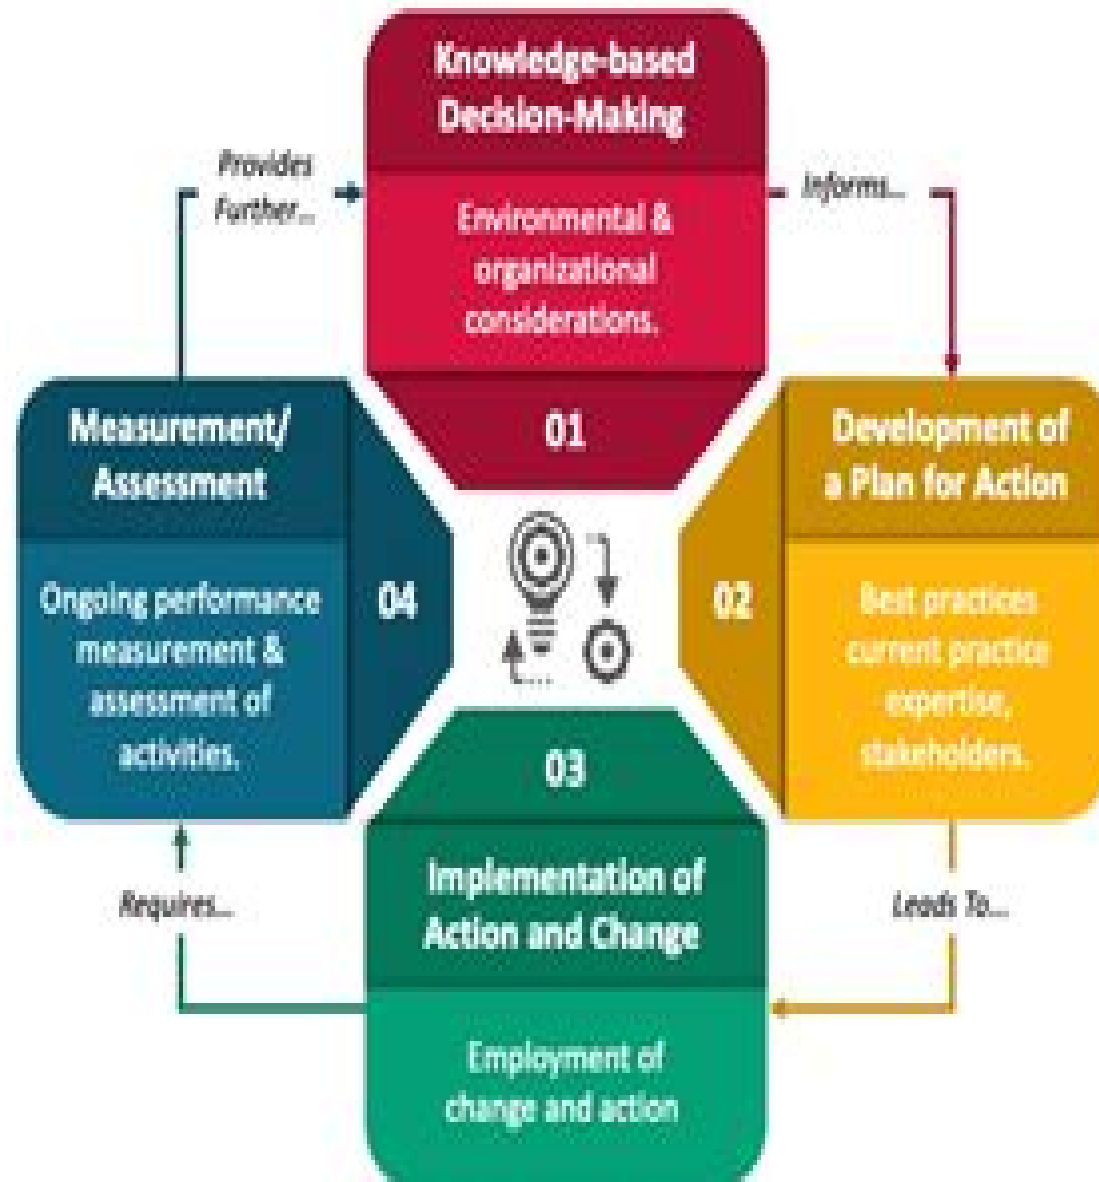 Knowledge-based
Decision-Making
Environmental &
organizational
considerations.
01
Informs...
Development of
a Plan for Action
02
Best practices
current practice
expertise,
stakeholders.
Leads To...
03
Implementation of
Action and Change
Employment of
change and action
Requires...
Measurement/
Assessment
04
Ongoing performance
measurement &
assessment of
activities.
Provides
Further...